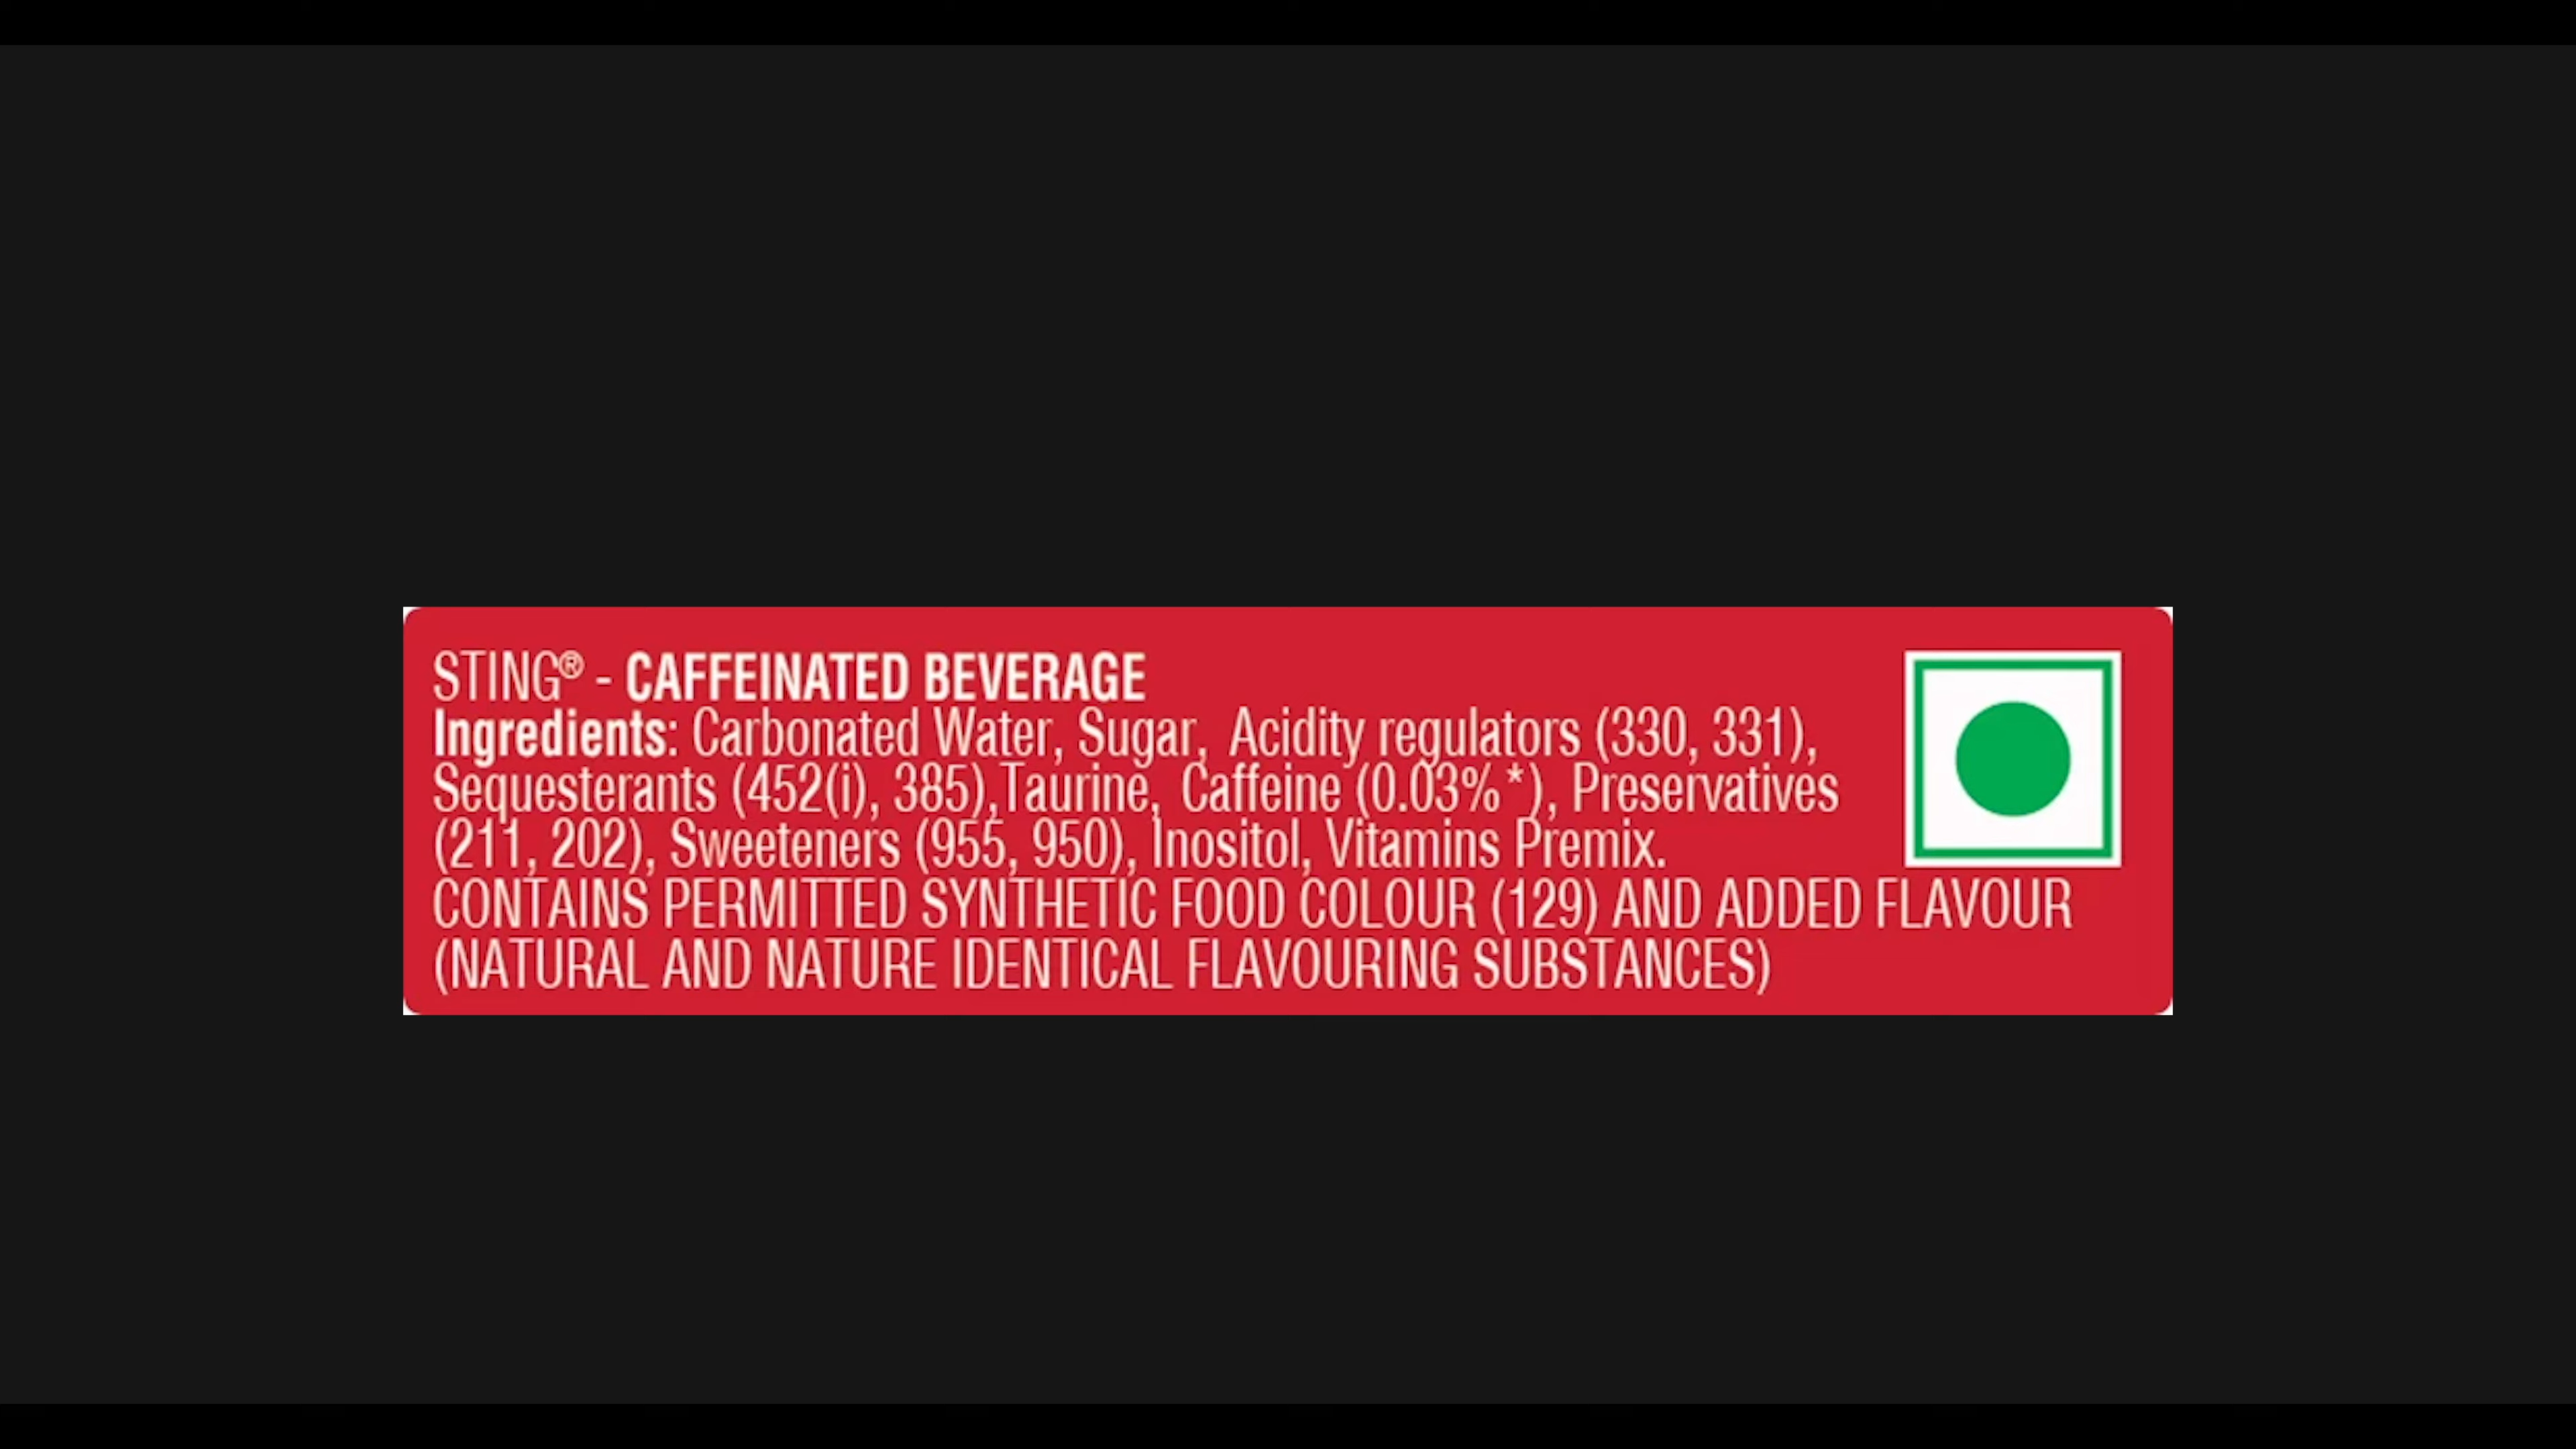 STING® - CAFFEINATED BEVERAGE
Ingredients: Carbonated Water, Sugar, Acidity regulators (330, 331),
Sequesterants (452(i), 385),Taurine, Caffeine (0.03%*), Preservatives
(211, 202), Sweeteners (955, 950), Inositol, Vitamins Premix.
CONTAINS PERMITTED SYNTHETIC FOOD COLOUR (129) AND ADDED FLAVOUR
(NATURAL AND NATURE IDENTICAL FLAVOURING SUBSTANCES)